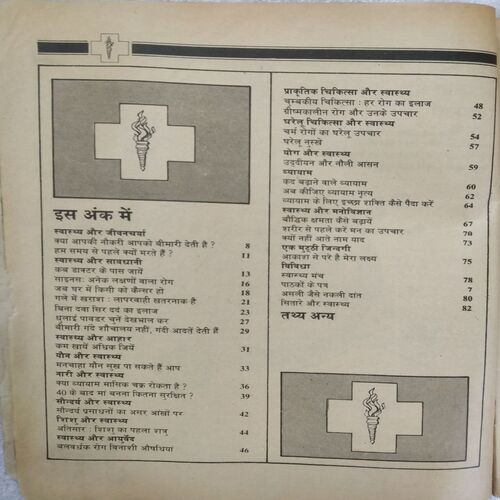 इस अंक में
स्वास्थ्य और जीवनचर्या
क्या आपकी नौकरी आपको बीमारी देती है ? 8
हम समय से पहले क्यों मरते हैं ? 11
स्वास्थ्य और सावधानी
कब डाक्टर के पास जायें 13
साइनस: अनेक लक्षणों वाला रोग 16
जब घर में किसी को कैंसर हो 18
गले में खराश : लापरवाही खतरनाक है 21
बिना दवा सिर दर्द का इलाज 23
धुलाई पावडर चुनें देखभाल कर 27
बीमारी गंदे शौचालय नहीं, गंदी आदतें देती हैं 29
स्वास्थ्य और आहार
कम खायें अधिक जियें 31
यौन और स्वास्थ्य
मनचाहा यौन सुख पा सकते हैं आप 33
नारी और स्वास्थ्य
क्या व्यायाम मासिक चक्र रोकता है ? 36
40 के बाद मां बनना कितना सुरक्षित ? 39
सौन्दर्य और स्वास्थ्य
सौन्दर्य प्रसाधनों का असर आंखों पर 42
शिशु और स्वास्थ्य
अतिसार : शिशु का पहला शत्रु 44
स्वास्थ्य और आयुर्वेद
बलवर्धक रोग विनाशी औषधियां 46
प्राकृतिक चिकित्सा और स्वास्थ्य
चुम्बकीय चिकित्सा : हर रोग का इलाज 48
ग्रीष्मकालीन रोग और उनके उपचार 52
घरेलू चिकित्सा और स्वास्थ्य
चर्म रोगों का घरेलू उपचार 54
घरेलू नुस्खे 57
योग और स्वास्थ्य
उड्डीयान और नौली आसन 59
व्यायाम
कद बढ़ाने वाले व्यायाम 60
अब कीजिए व्यायाम नृत्य 62
व्यायाम के लिए इच्छा शक्ति कैसे पैदा करें 64
स्वास्थ्य और मनोविज्ञान
बौद्धिक क्षमता कैसे बढ़ायें 67
शरीर से पहले करें मन का उपचार 70
क्यों नहीं आते नाम याद 73
एक मुट्ठी जिन्दगी
आकाश से परे है मेरा लक्ष्य 75
विविधा
स्वास्थ्य मंच 78
पाठकों के पत्र 7
असली जैसे नकली दांत 80
सितारे और स्वास्थ्य 82
तथ्य अन्य